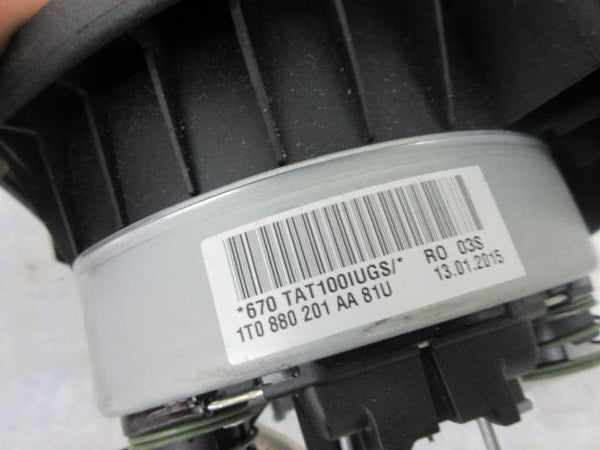 *670 TAT100IUGS/* RO 03S
1T0 880 201 AA 81U 13.01.2015